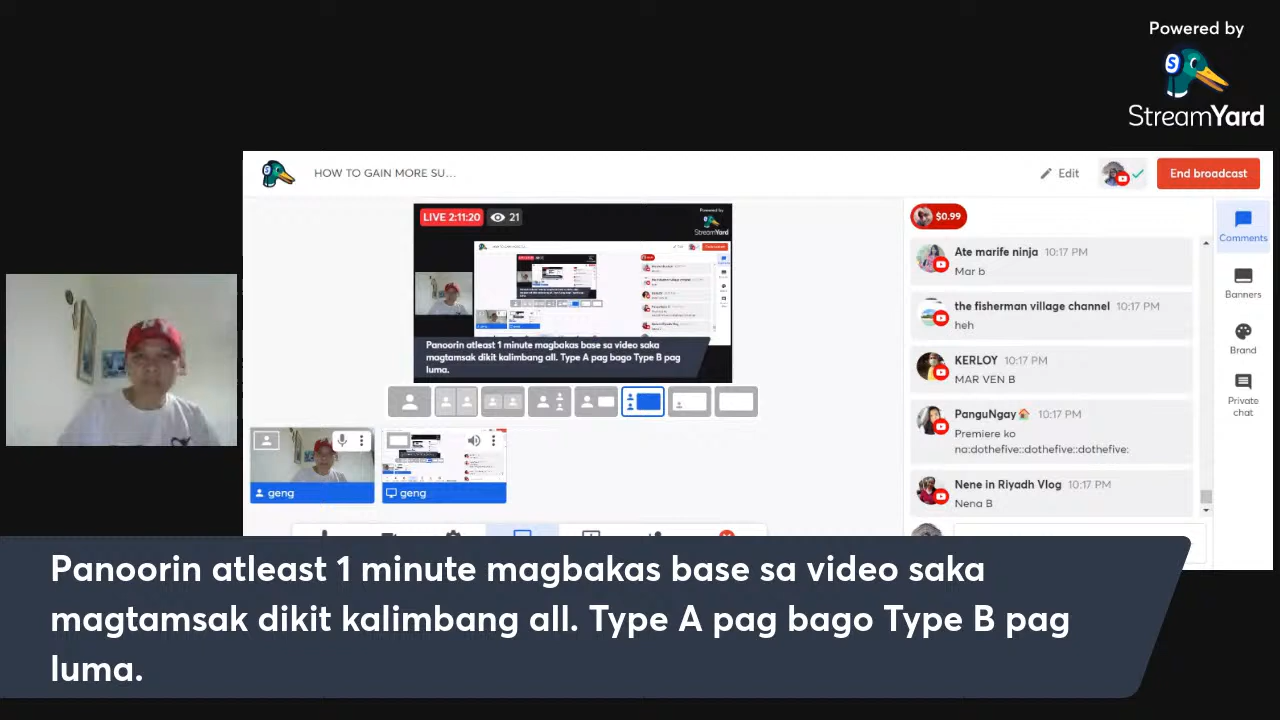 Powered by
StreamYard
HOW TO GAIN MORE SU...
Edit
End broadcast
LIVE 2:11:20
21
Powered by
StreamYard
$0.99
Comments
Ate marife ninja 10:17 PM
Mar b
the fisherman village channel 10:17 PM
heh
Banners
KERLOY 10:17 PM
MAR VEN B
Brand
Panoorin atleast 1 minute magbakas base sa video saka
magtamsak dikit kalimbang all. Type A pag bago Type B pag
luma.
PanguNgay 10:17 PM
Premiere ko
na:dothefive::dothefive::dothefive:
Private
chat
Nene in Riyadh Vlog 10:17 PM
Nena B
geng
geng
Panoorin atleast 1 minute magbakas base sa video saka
magtamsak dikit kalimbang all. Type A pag bago Type B pag
luma.